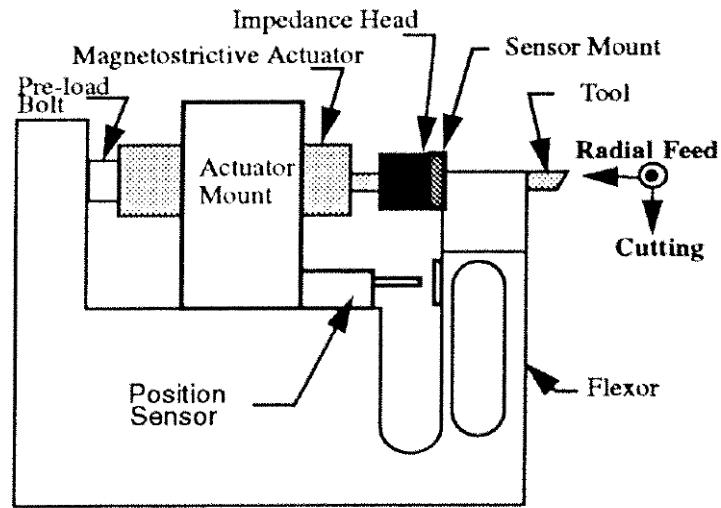 Impedance Head
Magnetostrictive Actuator
Sensor Mount
Pre-load
Bolt
Tool
Actuator
Mount
Radial Feed
Cutting
Position
Sensor
Flexor